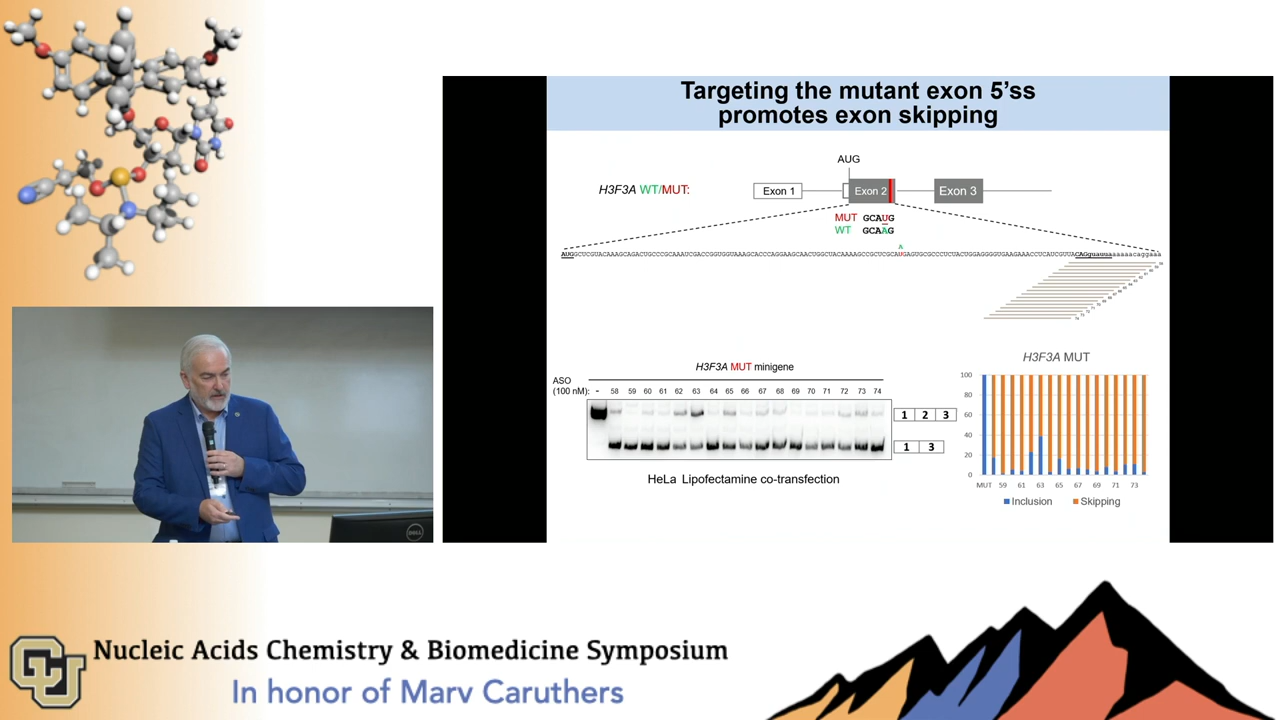 Targeting the mutant exon 5'ss
promotes exon skipping
AUG
H3F3A WT/MUT:
Exon 1
Exon 2
Exon 3
MUT GCAUG
WT GCAAG
A
H3F3A MUT minigene
ASO
(100 nM):
- 58 59 60 61 62 63 64 65 66 67 68 69 70 71 72 73 74
1 2 3
1 3
HeLa Lipofectamine co-transfection
H3F3A MUT
100
80
60
40
20
0
MUT 59 61 63 65 67 69 71 73
Inclusion Skipping
DELL
CU
Nucleic Acids Chemistry & Biomedicine Symposium
In honor of Marv Caruthers